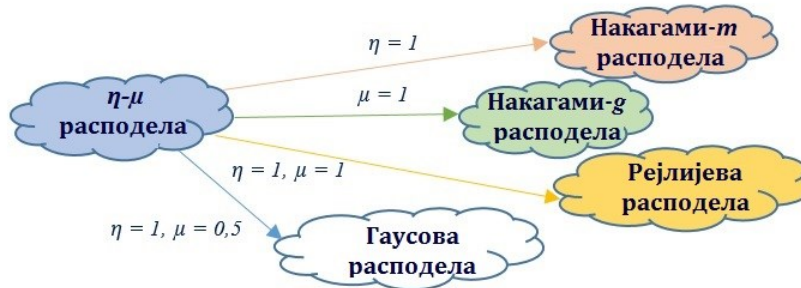 Накагами-m
расподела
η = 1
η-μ
расподела
μ = 1
Накагами-g
расподела
η = 1, μ = 1
Рејлијева
расподела
η = 1, μ = 0,5
Гаусова
расподела